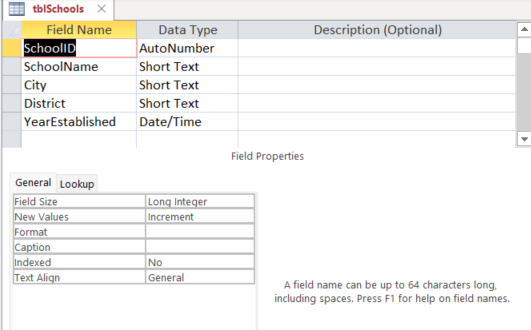 tblSchools
Field Name Data Type Description (Optional)
SchoolID AutoNumber
SchoolName Short Text
City Short Text
District Short Text
YearEstablished Date/Time
Field Properties
General Lookup
Field Size Long Integer
New Values Increment
Format
Caption
Indexed No
Text Align General
A field name can be up to 64 characters long,
including spaces. Press F1 for help on field names.